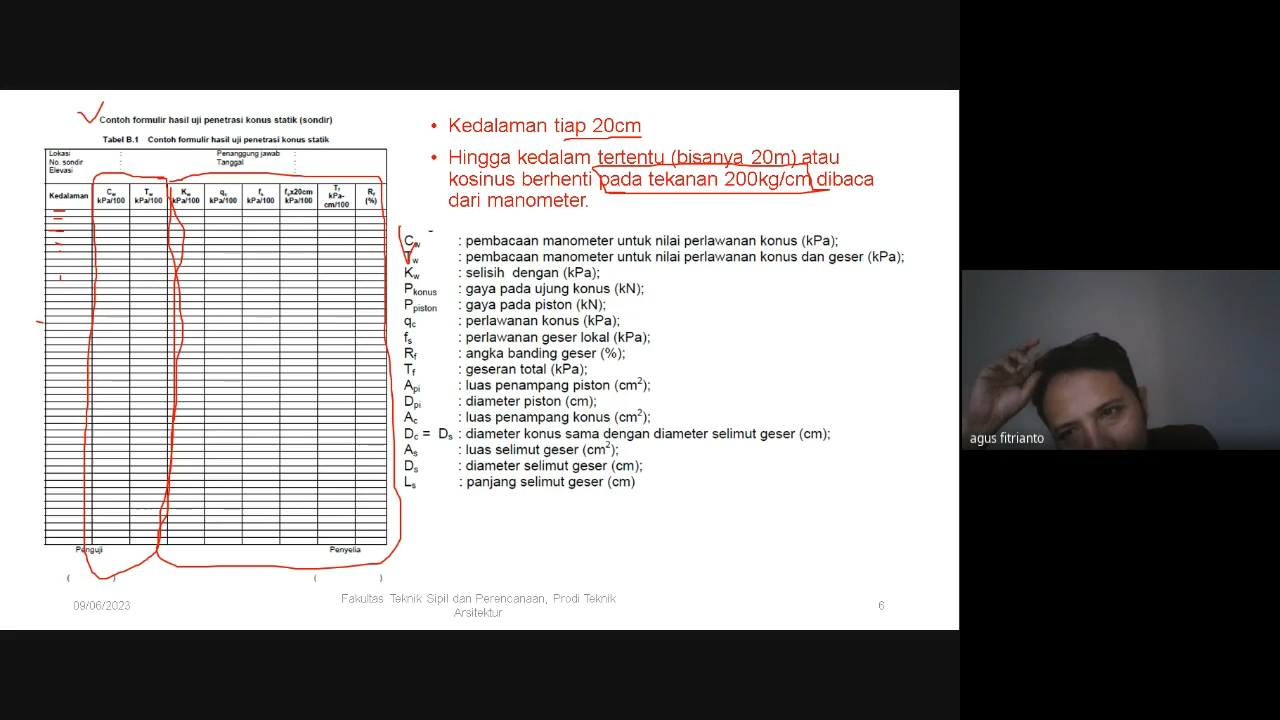 Contoh formulir hasil uji penetrasi konus statik (sondir)
Tabel B.1 Contoh formulir hasil uji penetrasi konus statik
Lokasi : Penanggung jawab :
No. sondir : Tanggal :
Elevasi :
Kedalaman Cw kPa/100 Tw kPa/100 Kw kPa/100 qc kPa/100 fs kPa/100 fsx20cm kPa/100 Tf kPa-cm/100 Rf (%)
Penguji Penyelia
( ) ( )
• Kedalaman tiap 20cm
• Hingga kedalam tertentu (bisanya 20m) atau
kosinus berhenti pada tekanan 200kg/cm dibaca
dari manometer.
Cw : pembacaan manometer untuk nilai perlawanan konus (kPa);
Tw : pembacaan manometer untuk nilai perlawanan konus dan geser (kPa);
Kw : selisih dengan (kPa);
Pkonus : gaya pada ujung konus (kN);
Ppiston : gaya pada piston (kN);
qc : perlawanan konus (kPa);
fs : perlawanan geser lokal (kPa);
Rf : angka banding geser (%);
Tf : geseran total (kPa);
Api : luas penampang piston (cm²);
Dpi : diameter piston (cm);
Ac : luas penampang konus (cm²);
Dc = Ds : diameter konus sama dengan diameter selimut geser (cm);
As : luas selimut geser (cm²);
Ds : diameter selimut geser (cm);
Ls : panjang selimut geser (cm)
09/06/2023
Fakultas Teknik Sipil dan Perencanaan, Prodi Teknik
Arsitektur
6
agus fitrianto